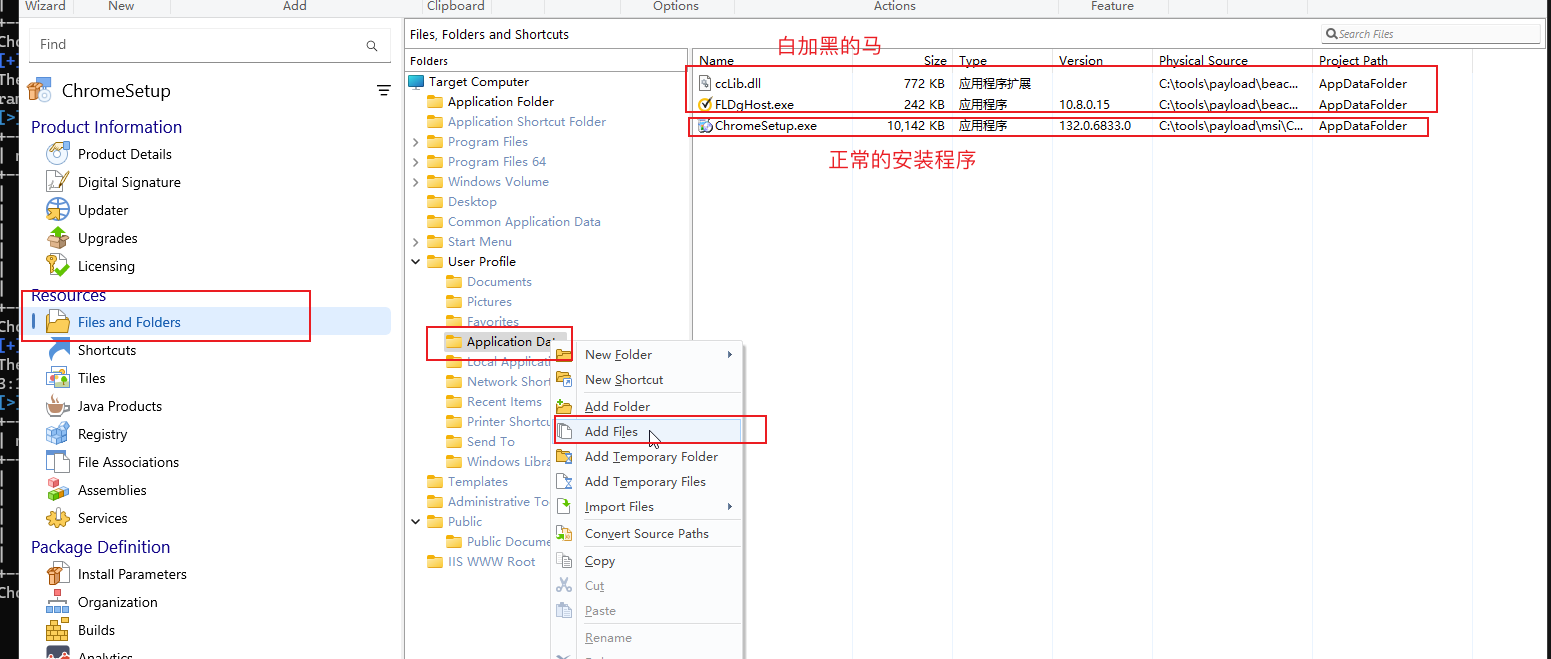 Wizard New Add Clipboard Options Actions Feature
Find
ChromeSetup
Product Information
Product Details
Digital Signature
Updater
Upgrades
Licensing
Resources
Files and Folders
Shortcuts
Tiles
Java Products
Registry
File Associations
Assemblies
Services
Package Definition
Install Parameters
Organization
Builds
Analytics
Files, Folders and Shortcuts
Search Files
Folders
Target Computer
Application Folder
Application Shortcut Folder
Program Files
Program Files 64
Windows Volume
Desktop
Common Application Data
Start Menu
User Profile
Documents
Pictures
Favorites
Application Da
Local Applicati
Network Short
Recent Items
Printer Shortcu
Send To
Windows Libra
Templates
Administrative To
Public
Public Docume
IIS WWW Root
New Folder
New Shortcut
Add Folder
Add Files
Add Temporary Folder
Add Temporary Files
Import Files
Convert Source Paths
Copy
Cut
Paste
Rename
白加黑的马
Name Size Type Version Physical Source Project Path
ccLib.dll 772 KB 应用程序扩展 C:\tools\payload\beac... AppDataFolder
FLDgHost.exe 242 KB 应用程序 10.8.0.15 C:\tools\payload\beac... AppDataFolder
ChromeSetup.exe 10,142 KB 应用程序 132.0.6833.0 C:\tools\payload\msi\C... AppDataFolder
正常的安装程序